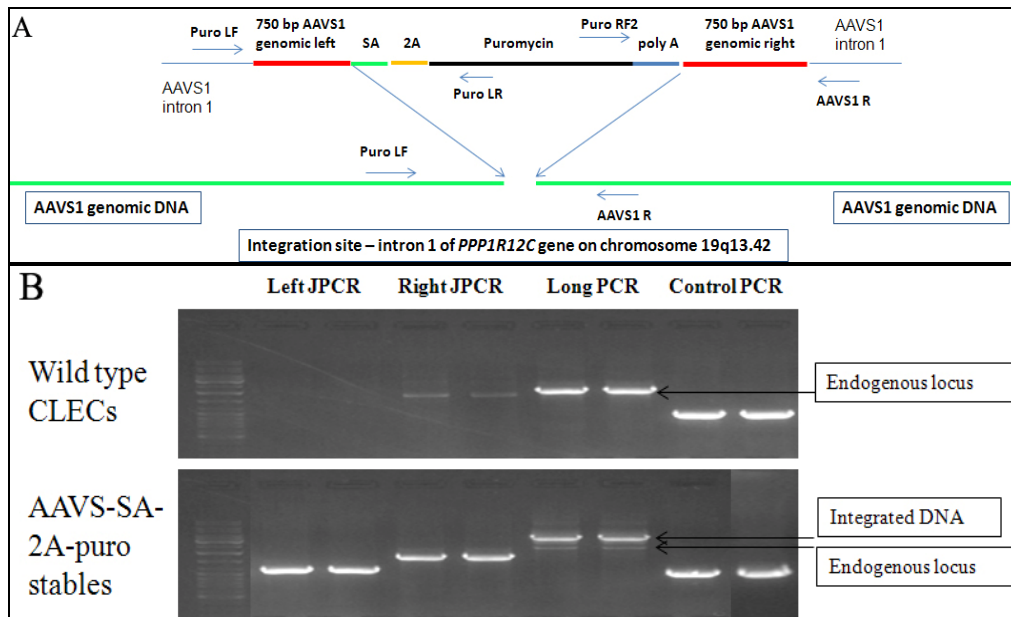 A
Puro LF
750 bp AAVS1
genomic left
SA
2A
Puromycin
Puro RF2
poly A
750 bp AAVS1
genomic right
AAVS1
intron 1
AAVS1
intron 1
Puro LR
AAVS1 R
Puro LF
AAVS1 R
AAVS1 genomic DNA
AAVS1 genomic DNA
Integration site – intron 1 of PPP1R12C gene on chromosome 19q13.42
B
Left JPCR
Right JPCR
Long PCR
Control PCR
Wild type
CLECs
Endogenous locus
AAVS-SA-
2A-puro
stables
Integrated DNA
Endogenous locus